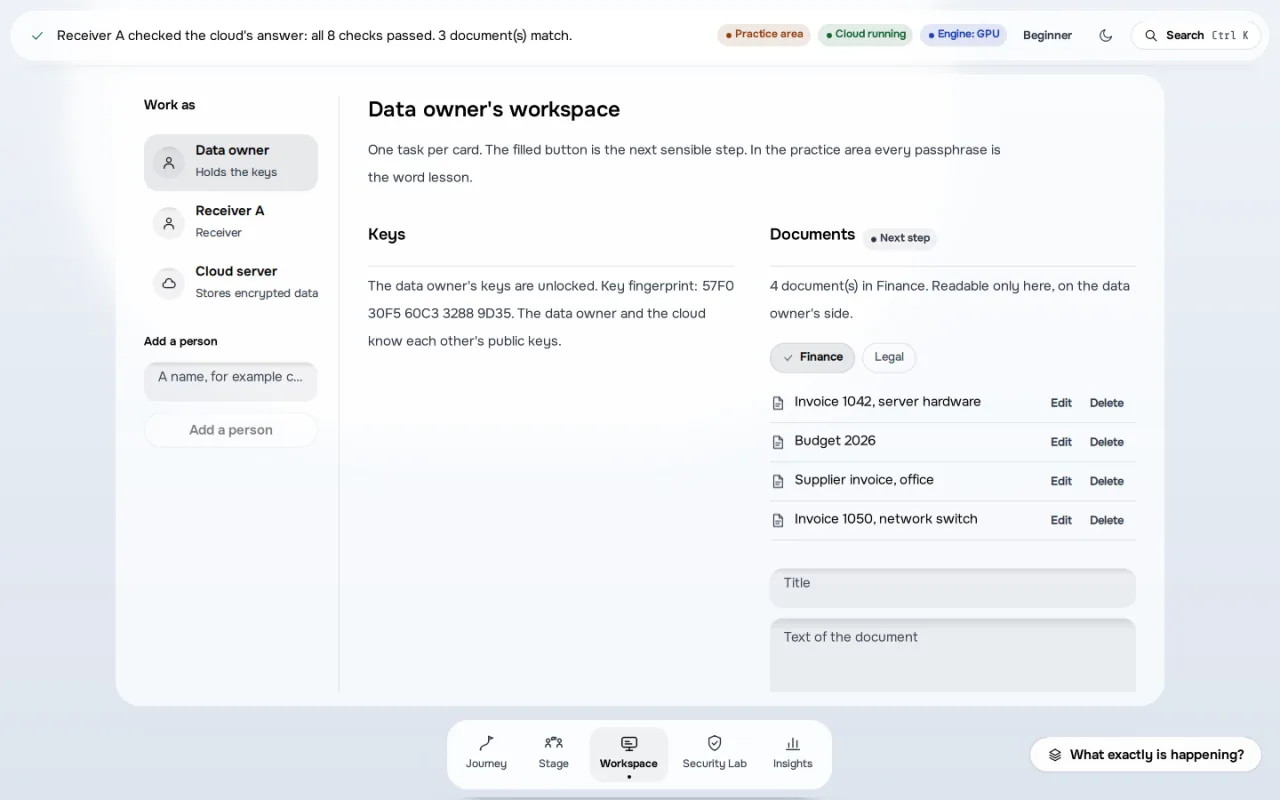 Receiver A checked the cloud's answer: all 8 checks passed. 3 document(s) match.
Practice area
Cloud running
Engine: GPU
Beginner
Search Ctrl K
Work as
Data owner
Holds the keys
Receiver A
Receiver
Cloud server
Stores encrypted data
Add a person
A name, for example c...
Add a person
Data owner's workspace
One task per card. The filled button is the next sensible step. In the practice area every passphrase is
the word lesson.
Keys
The data owner's keys are unlocked. Key fingerprint: 57F0
30F5 60C3 3288 9D35. The data owner and the cloud
know each other's public keys.
Documents
Next step
4 document(s) in Finance. Readable only here, on the data
owner's side.
Finance
Legal
Invoice 1042, server hardware Edit Delete
Budget 2026 Edit Delete
Supplier invoice, office Edit Delete
Invoice 1050, network switch Edit Delete
Title
Text of the document
Journey
Stage
Workspace
Security Lab
Insights
What exactly is happening?